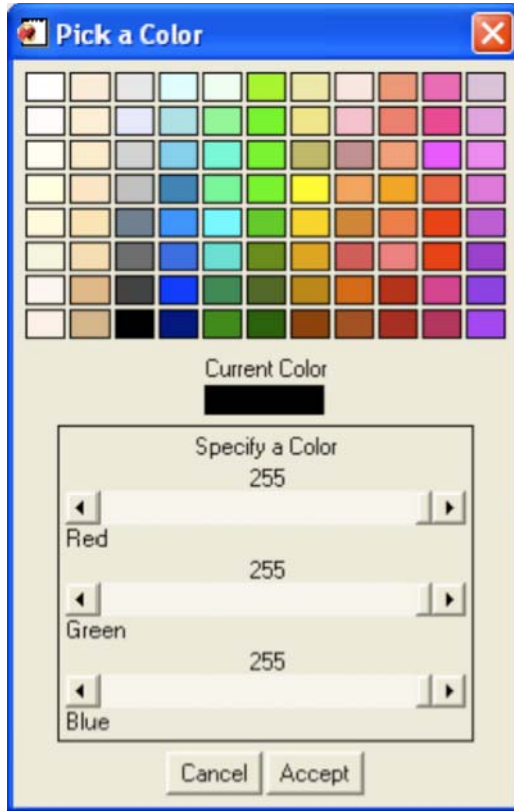 Pick a Color
Current Color
Specify a Color
255
Red
255
Green
255
Blue
Cancel Accept